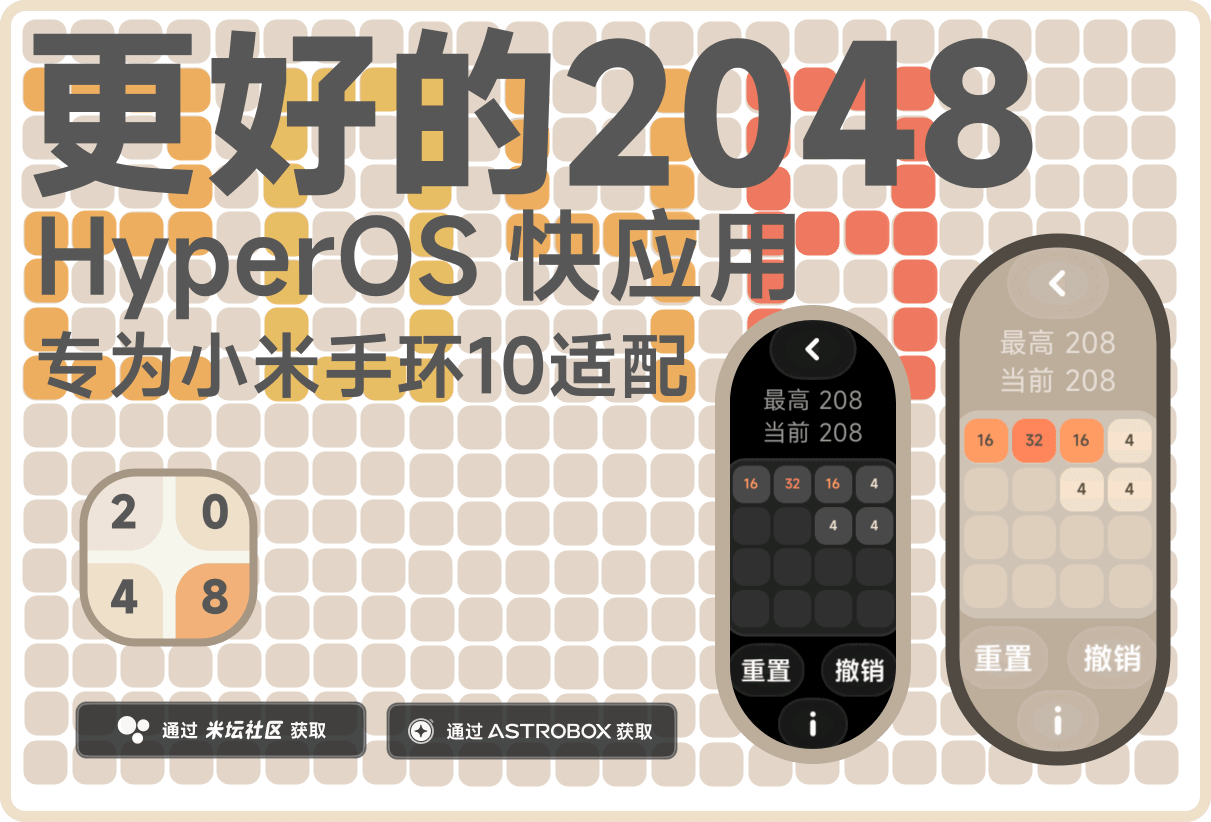 更好的2048
HyperOS 快应用
专为小米手环10适配
2 0
4 8
通过 米坛社区 获取
通过 ASTROBOX 获取
最高 208
当前 208
16 32 16 4
4 4
重置 撤销
i
最高 208
当前 208
16 32 16 4
4 4
重置 撤销
i